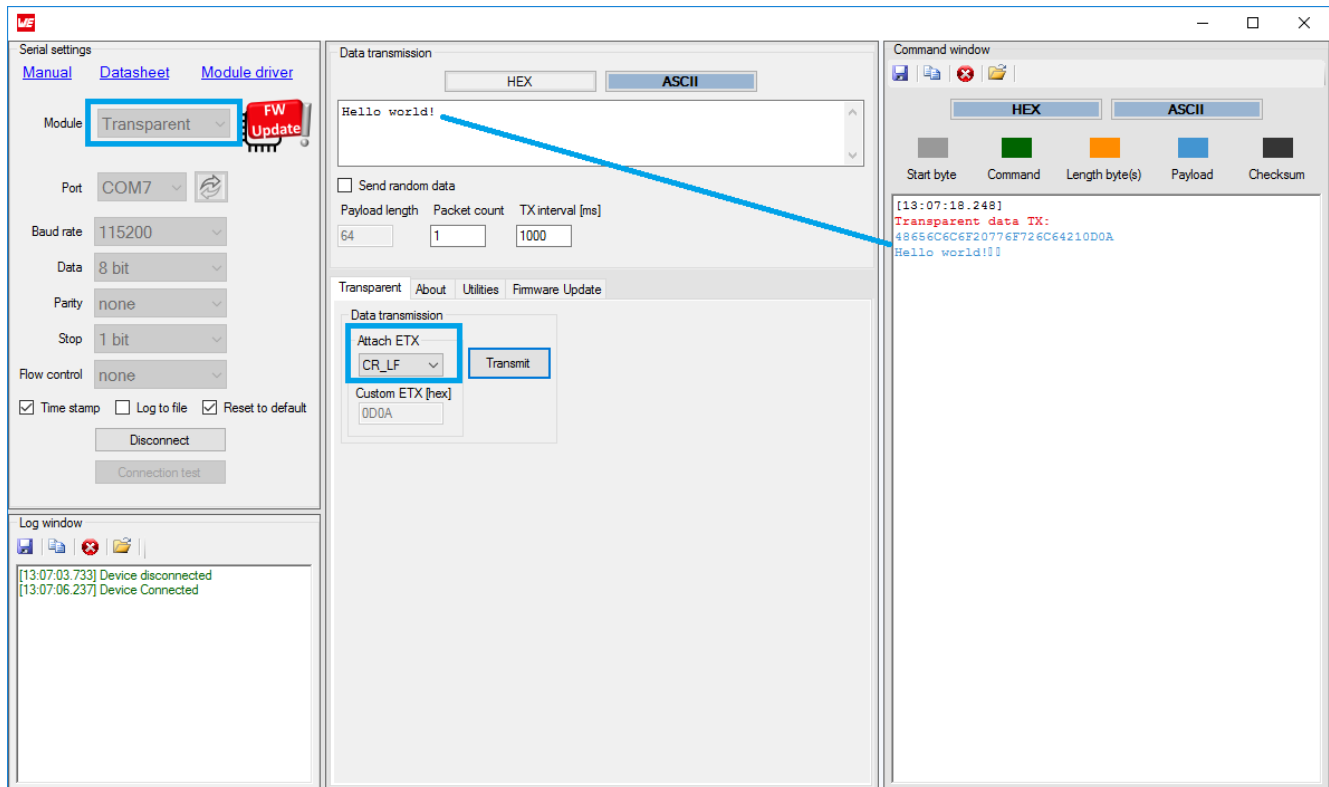 WE
Serial settings
Manual Datasheet Module driver
Module Transparent
FW
Update
Port COM7
Baud rate 115200
Data 8 bit
Parity none
Stop 1 bit
Flow control none
Time stamp Log to file Reset to default
Disconnect
Connection test
Log window
[13:07:03.733] Device disconnected
[13:07:06.237] Device Connected
Data transmission
HEX ASCII
Hello world!
Send random data
Payload length Packet count TX interval [ms]
64 1 1000
Transparent About Utilities Firmware Update
Data transmission
Attach ETX
CR_LF Transmit
Custom ETX [hex]
0D0A
Command window
HEX ASCII
Start byte Command Length byte(s) Payload Checksum
[13:07:18.248]
Transparent data TX:
48656C6C6F20776F726C64210D0A
Hello world!▯▯